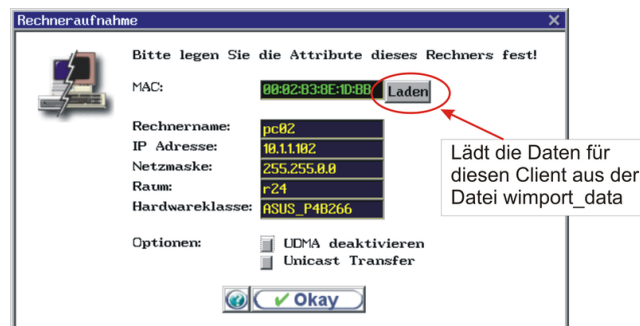 Rechneraufnahme
Bitte legen Sie die Attribute dieses Rechners fest!
MAC: 00:02:B3:8E:1D:BB Laden
Rechnername: pc02
IP Adresse: 10.1.1.102
Netzmaske: 255.255.0.0
Raum: r24
Hardwareklasse: ASUS_P4B266
Optionen: UDMA deaktivieren
Unicast Transfer
Okay
Lädt die Daten für
diesen Client aus der
Datei wimport_data